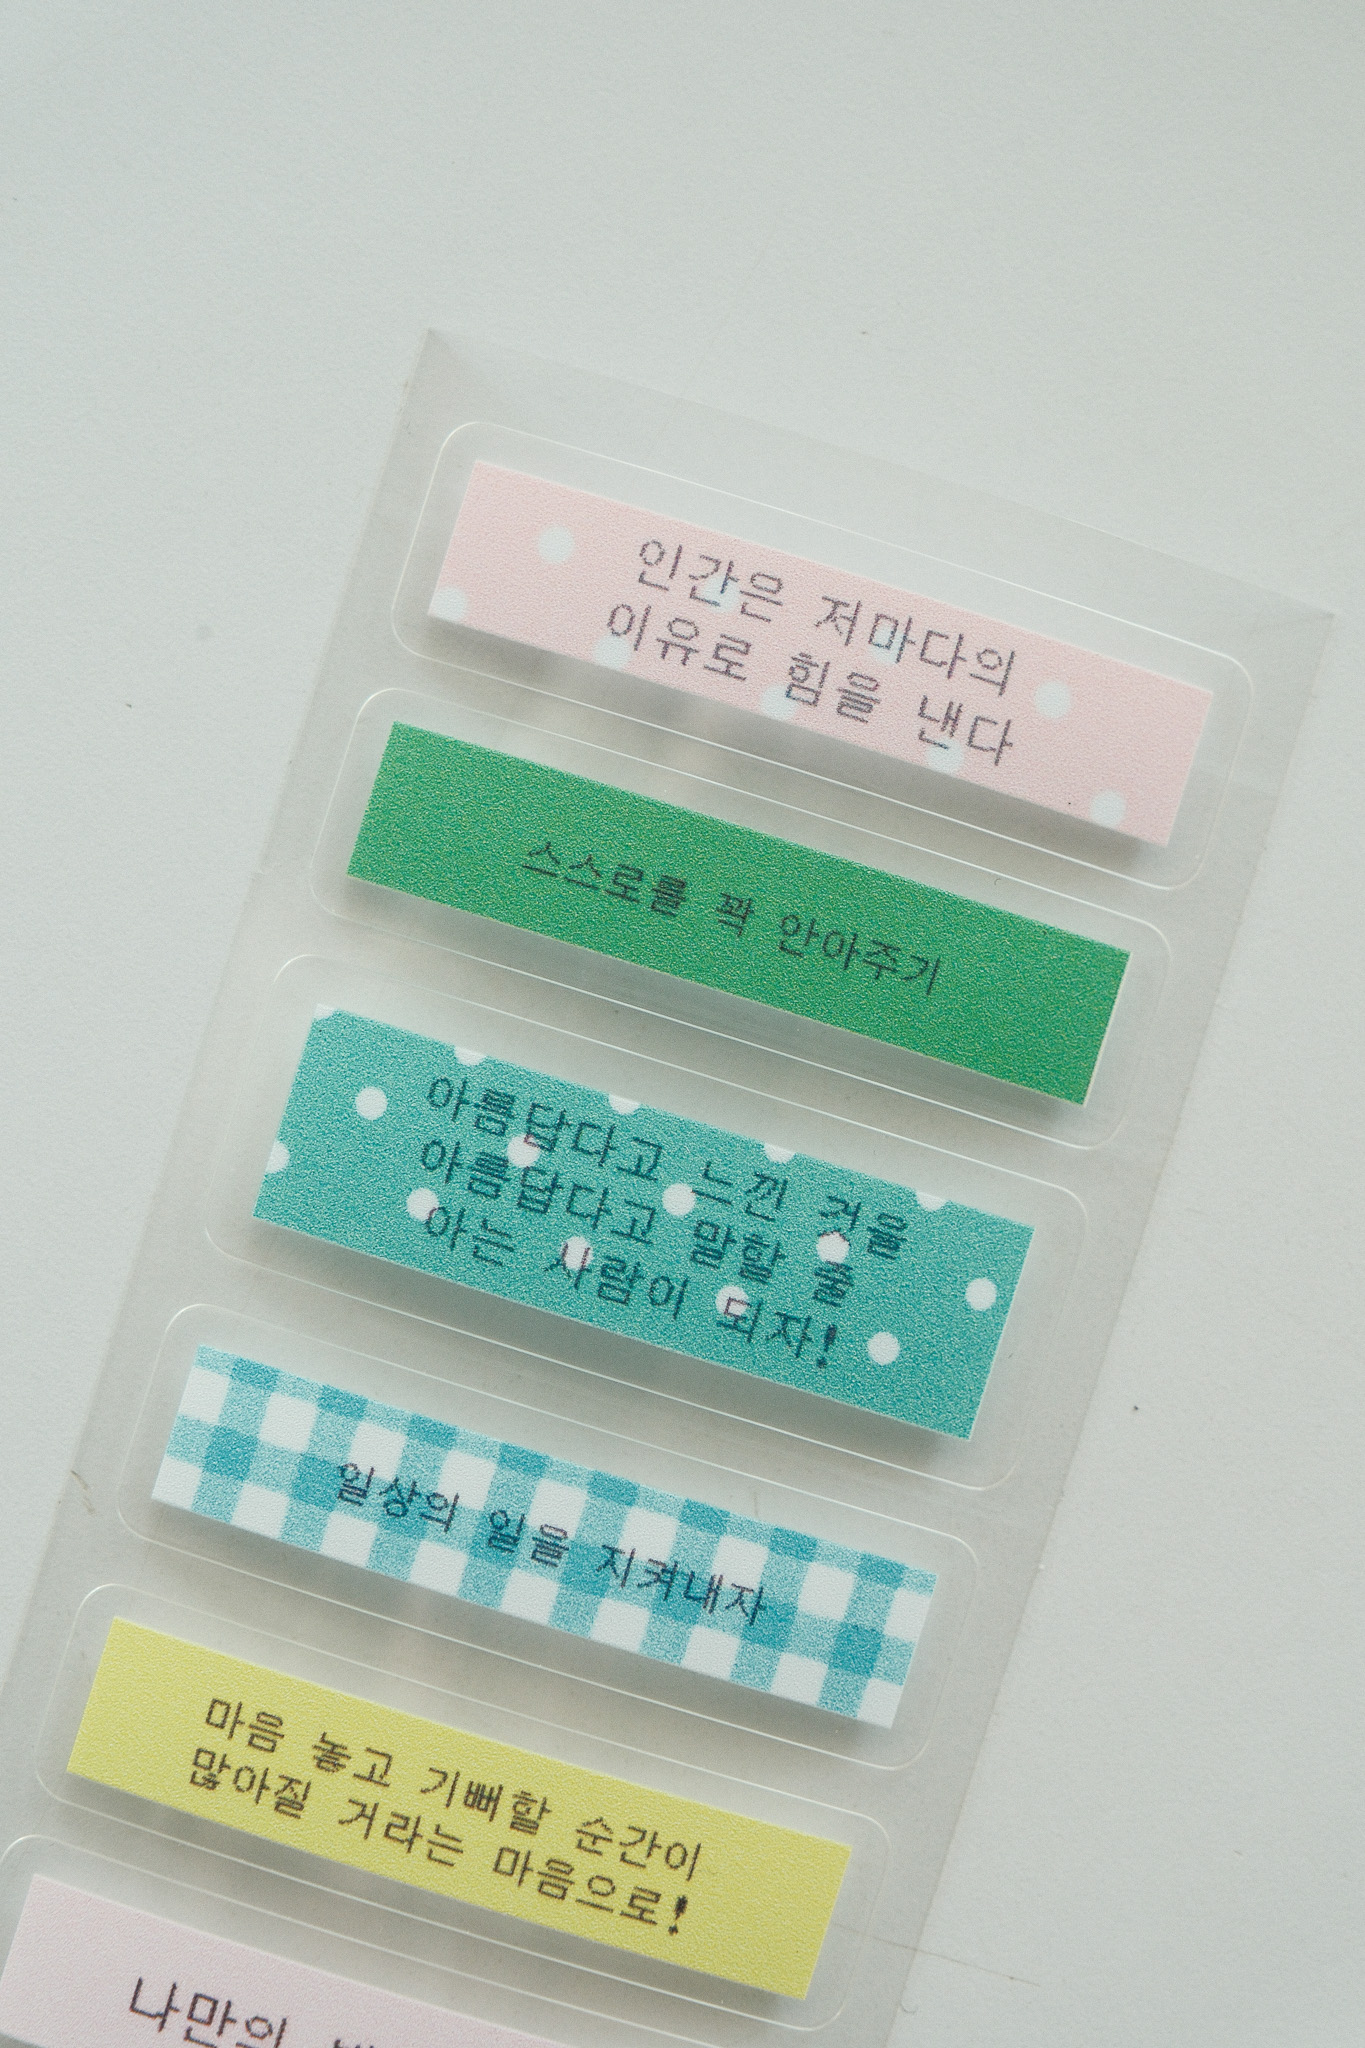 인간은 저마다의
이유로 힘을 낸다
스스로를 꽉 안아주기
아름답다고 느낀 것을
아름답다고 말할 줄
아는 사람이 되자!
일상의 일을 지켜내자
마음 놓고 기뻐할 순간이
많아질 거라는 마음으로!
나만의